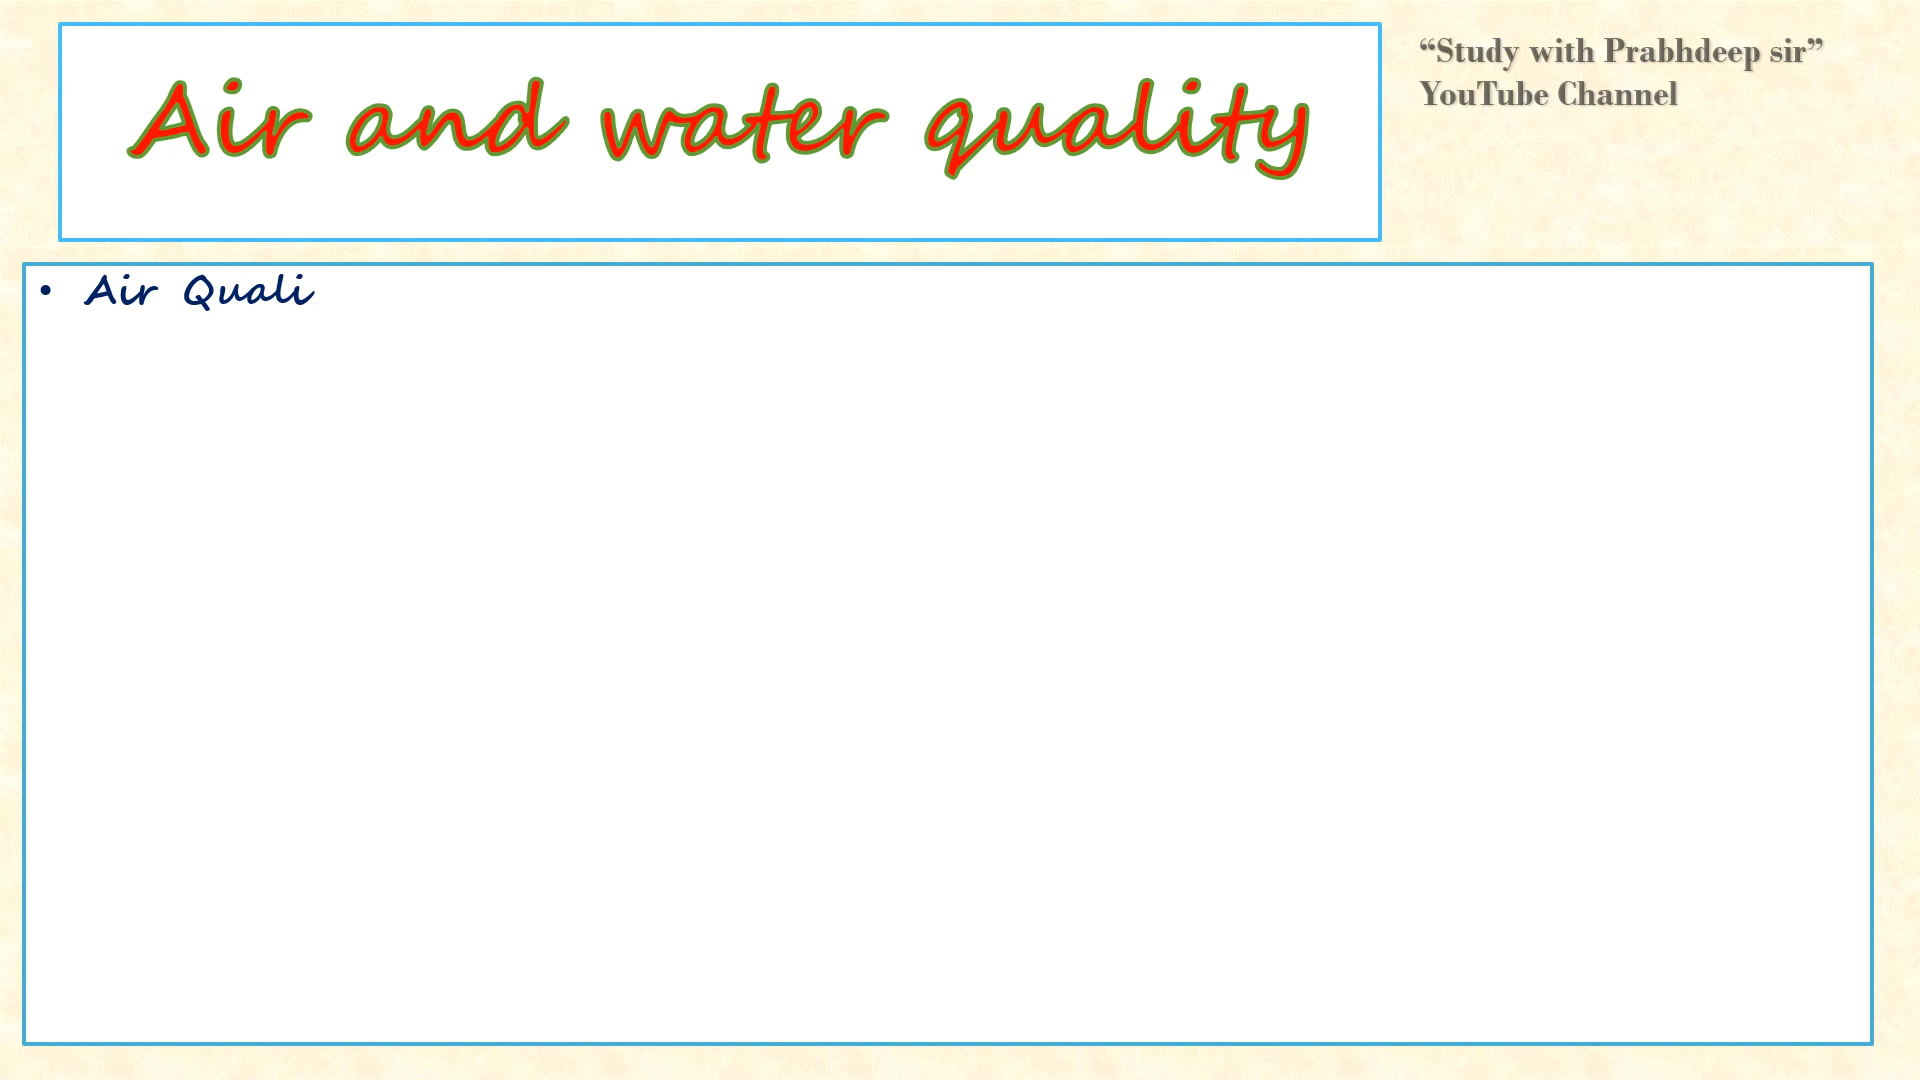 Air and water quality
“Study with Prabhdeep sir”
YouTube Channel
• Air Quali